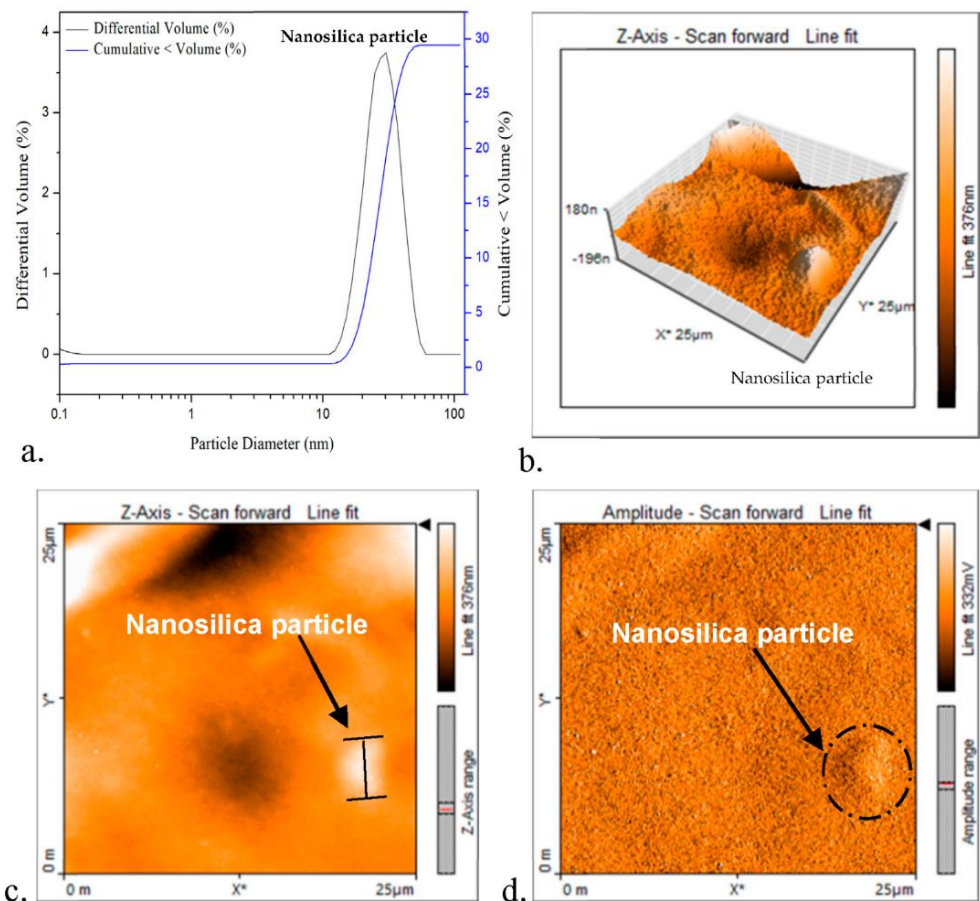 Differential Volume (%)
Cumulative < Volume (%)
Nanosilica particle
4
3
2
1
0
Differential Volume (%)
30
25
20
15
10
5
0
Cumulative < Volume (%)
0.1
1
10
100
Particle Diameter (nm)
a.
Z-Axis - Scan forward Line fit
180n
-196n
X* 25µm
Y* 25µm
Nanosilica particle
Line fit 376nm
b.
Z-Axis - Scan forward Line fit
25µm
Y*
0 m
Nanosilica particle
0 m
X*
25µm
Line fit 376nm
Z-Axis range
c.
Amplitude - Scan forward Line fit
25µm
Y*
0 m
Nanosilica particle
0 m
X*
25µm
Line fit 332mV
Amplitude range
d.